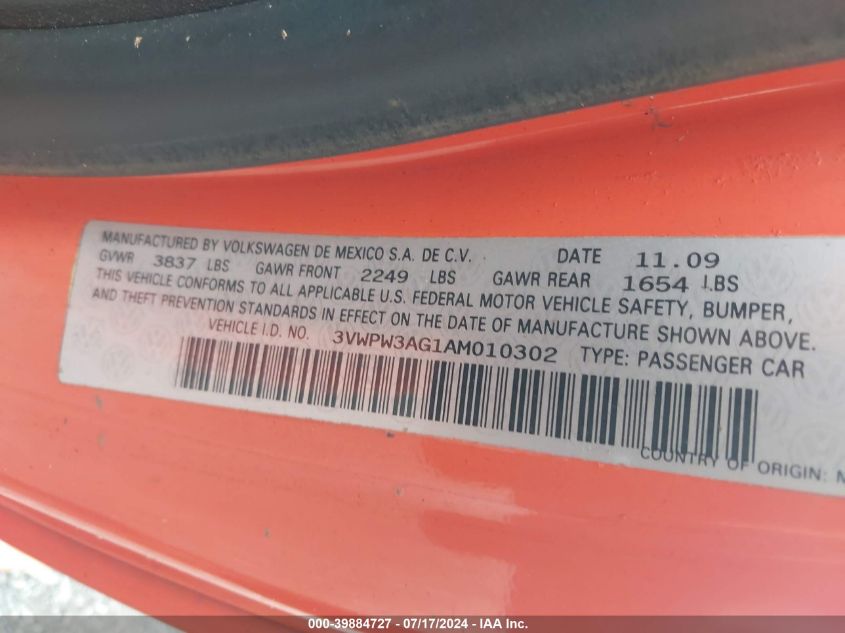 MANUFACTURED BY VOLKSWAGEN DE MEXICO S.A. DE C.V. DATE 11.09
GVWR 3837 LBS GAWR FRONT 2249 LBS GAWR REAR 1654 LBS
THIS VEHICLE CONFORMS TO ALL APPLICABLE U.S. FEDERAL MOTOR VEHICLE SAFETY, BUMPER,
AND THEFT PREVENTION STANDARDS IN EFFECT ON THE DATE OF MANUFACTURE SHOWN ABOVE.
VEHICLE I.D. NO. 3VWPW3AG1AM010302 TYPE: PASSENGER CAR
COUNTRY OF ORIGIN: M
000-39884727 - 07/17/2024 - IAAI Inc.